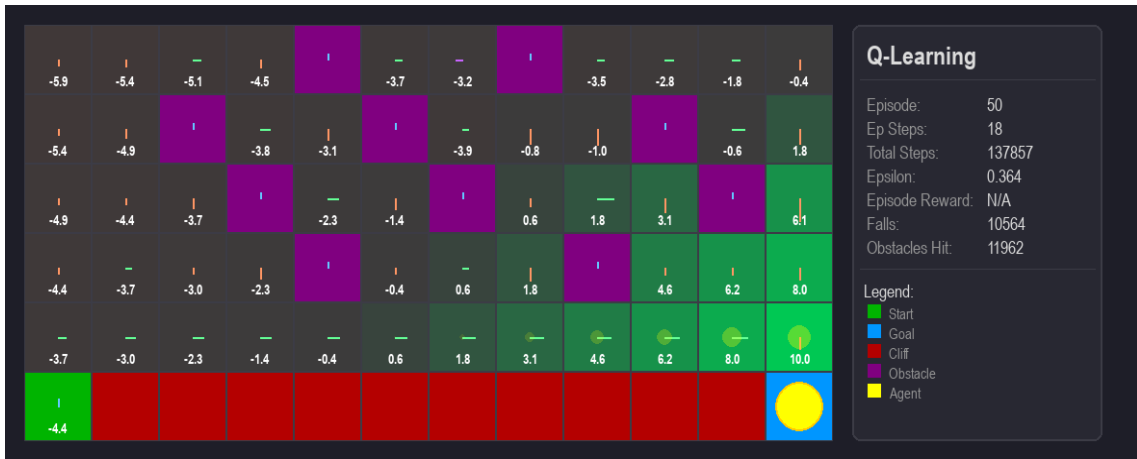 Q-Learning
-5.9 -5.4 -5.1 -4.5 -3.7 -3.2 -3.5 -2.8 -1.8 -0.4
-5.4 -4.9 -3.8 -3.1 -3.9 -0.8 -1.0 -0.6 1.8
-4.9 -4.4 -3.7 -2.3 -1.4 0.6 1.8 3.1 6.1
-4.4 -3.7 -3.0 -2.3 -0.4 0.6 1.8 4.6 6.2 8.0
-3.7 -3.0 -2.3 -1.4 -0.4 0.6 1.8 3.1 4.6 6.2 8.0 10.0
-4.4
Episode: 50
Ep Steps: 18
Total Steps: 137857
Epsilon: 0.364
Episode Reward: N/A
Falls: 10564
Obstacles Hit: 11962
Legend:
Start
Goal
Cliff
Obstacle
Agent